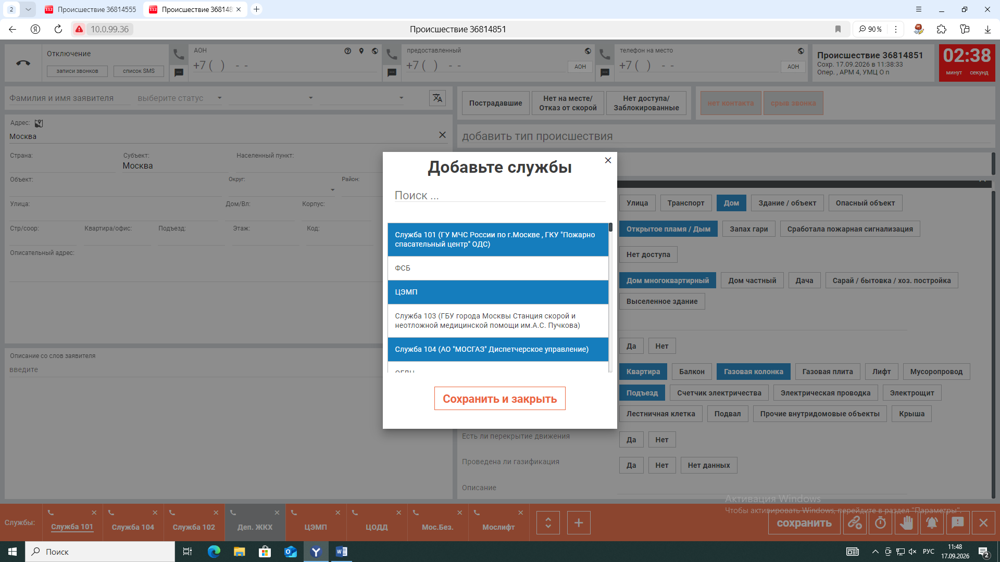 2
Происшествие 36814555
Происшествие 368148
10.0.99.36
Происшествие 36814851
90 %
Отключение
записи звонков
список SMS
АОН
+7 (   )   - -
предоставленный
+7 (   )   - -
АОН
телефон на место
+7 (   )   - -
АОН
Происшествие 36814851
Сохр. 17.09.2026 в 11:38:33
Опер. , АРМ 4, УМЦ О п
02:38
минут секунд
Фамилия и имя заявителя
выберите статус
Пострадавшие
Нет на месте/
Отказ от скорой
Нет доступа/
Заблокированные
нет контакта
срыв звонка
Адрес:
Москва
добавить тип происшествия
Страна:
Субъект:
Москва
Населенный пункт:
Объект:
Округ:
Район:
Улица:
Дом/Вл:
Корпус:
Стр/соор:
Квартира/офис:
Подъезд:
Этаж:
Код:
Описательный адрес:
Описание со слов заявителя
введите
Добавьте службы
Поиск ...
Служба 101 (ГУ МЧС России по г.Москве , ГКУ "Пожарно
спасательный центр" ОДС)
ФСБ
ЦЭМП
Служба 103 (ГБУ города Москвы Станция скорой и
неотложной медицинской помощи им.А.С. Пучкова)
Служба 104 (АО "МОСГАЗ" Диспетчерское управление)
Сохранить и закрыть
Улица
Транспорт
Дом
Здание / объект
Опасный объект
Открытое пламя / Дым
Запах гари
Сработала пожарная сигнализация
Нет доступа
Дом многоквартирный
Дом частный
Дача
Сарай / бытовка / хоз. постройка
Выселенное здание
Да
Нет
Квартира
Балкон
Газовая колонка
Газовая плита
Лифт
Мусоропровод
Подъезд
Счетчик электричества
Электрическая проводка
Электрощит
Лестничная клетка
Подвал
Прочие внутридомовые объекты
Крыша
Есть ли перекрытие движения
Да
Нет
Проведена ли газификация
Да
Нет
Нет данных
Описание
Активация Windows
Чтобы активировать Windows, перейдите в раздел "Параметры".
Службы:
Служба 101
Служба 104
Служба 102
Деп. ЖКХ
ЦЭМП
ЦОДД
Мос.Без.
Мослифт
сохранить
Поиск
РУС
11:48
17.09.2026
2